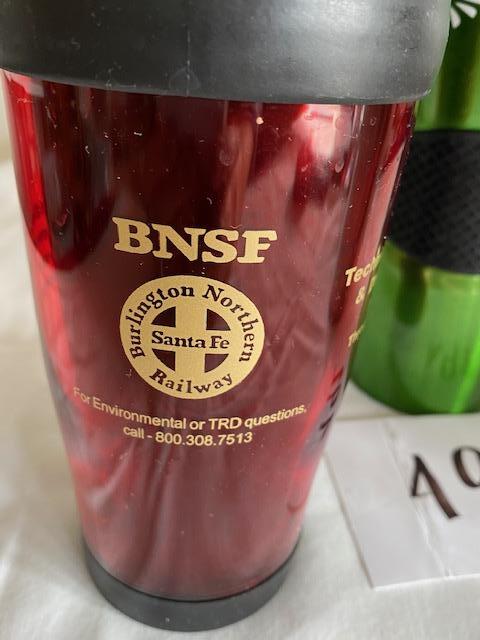 BNSF
Burlington Northern
Santa Fe
Railway
For Environmental or TRD questions,
call - 800.308.7513
&